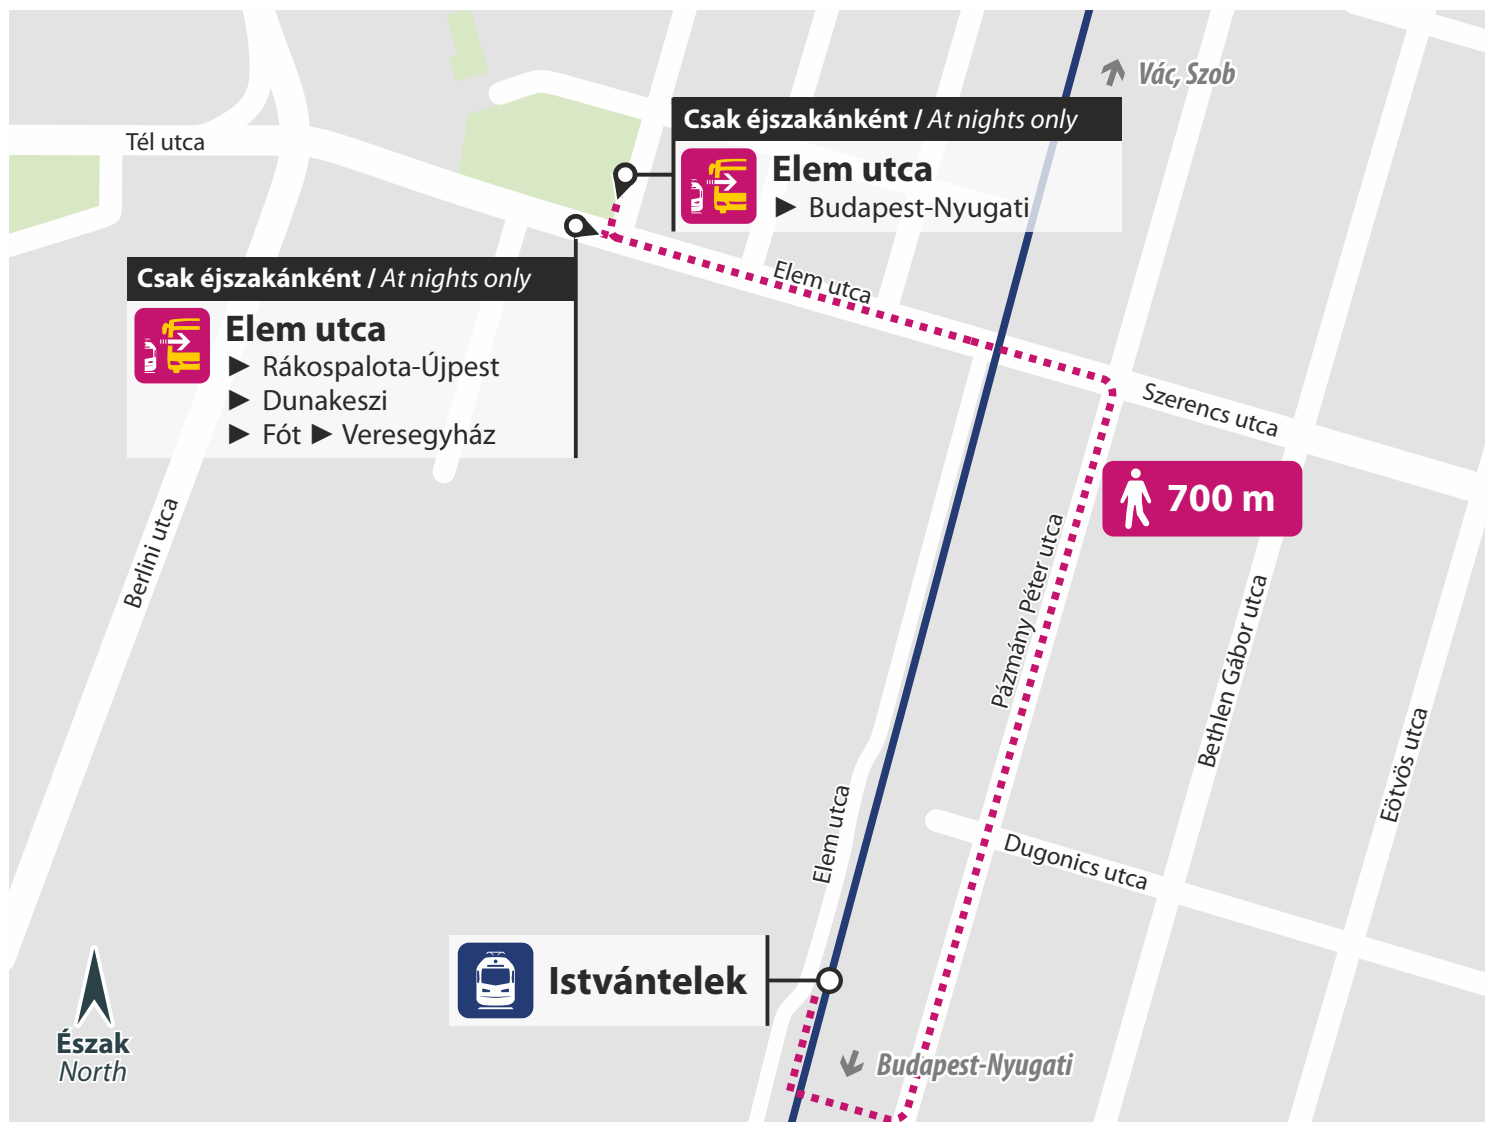 Vác, Szob
Csak éjszakánként / At nights only
Elem utca
► Budapest-Nyugati
Tél utca
Csak éjszakánként / At nights only
Elem utca
► Rákospalota-Újpest
► Dunakeszi
► Fót ► Veresegyház
Elem utca
Szerencs utca
700 m
Berlini utca
Pázmány Péter utca
Bethlen Gábor utca
Eötvös utca
Elem utca
Dugonics utca
Istvántelek
Észak
North
Budapest-Nyugati